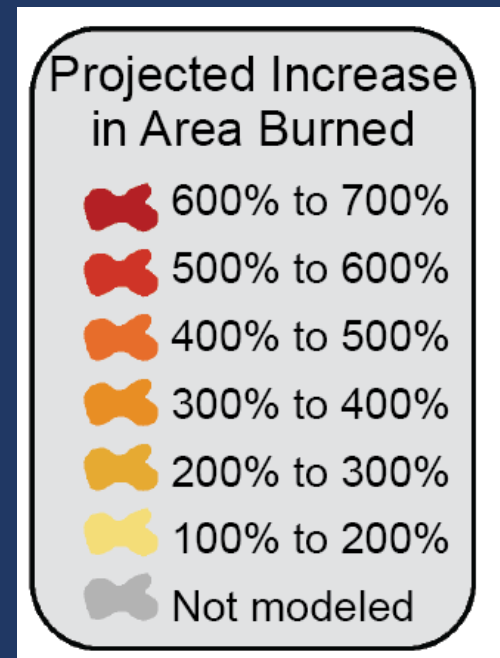 Projected Increase
in Area Burned
600% to 700%
500% to 600%
400% to 500%
300% to 400%
200% to 300%
100% to 200%
Not modeled